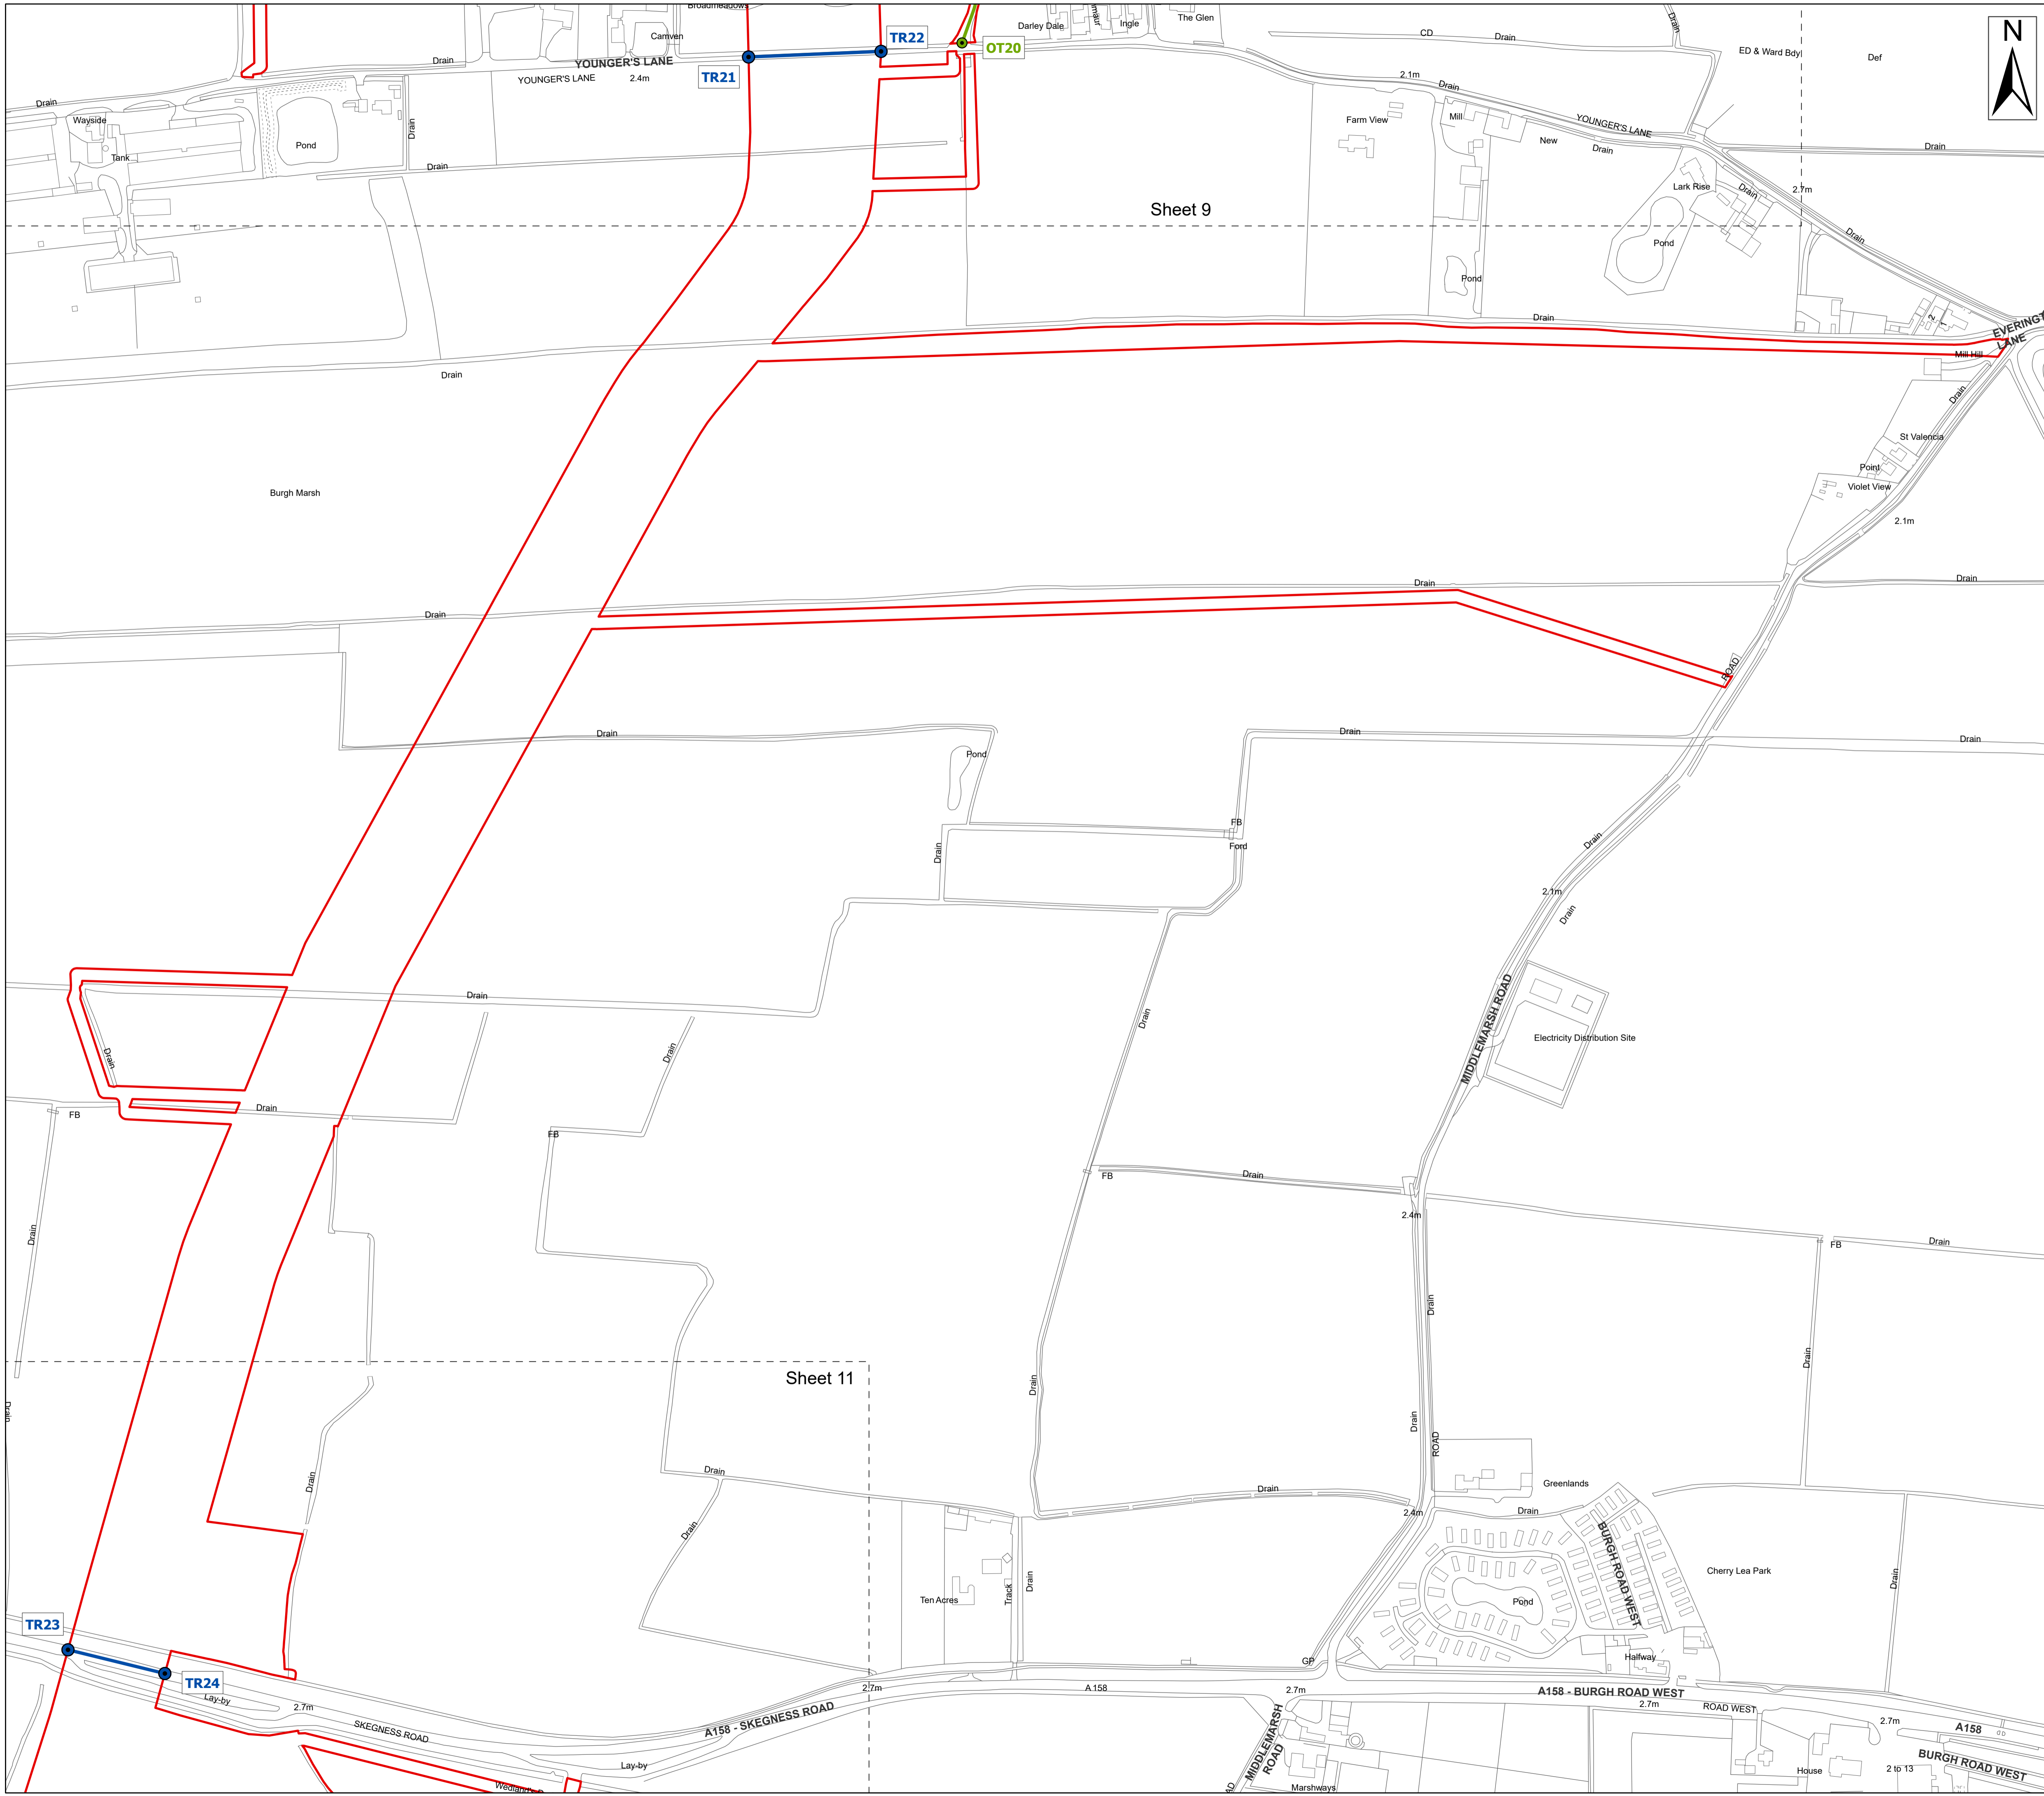 Broadmeadows
Camven
TR22
OT20
Darley Dale
Ingle
The Glen
Drain
CD
Drain
ED & Ward Bdy
Def
N
Drain
YOUNGER'S LANE
YOUNGER'S LANE
2.4m
TR21
2.1m
Drain
Drain
Wayside
Tank
Pond
Drain
Drain
Farm View
Mill
New
YOUNGER'S LANE
Drain
Drain
Lark Rise
Drain
2.7m
Sheet 9
Pond
Drain
Pond
Drain
2
1
LANE
Mill Hill
Drain
Drain
St Valencia
Point
Violet View
2.1m
Burgh Marsh
Drain
Drain
Drain
ROAD
Drain
Drain
Drain
Pond
FB
Ford
Drain
Drain
2.1m
Drain
Drain
Drain
MIDDLEMARSH ROAD
Electricity Distribution Site
Drain
Drain
Drain
FB
FB
FB
Drain
2.4m
Drain
FB
Drain
Drain
Drain
Drain
Sheet 11
Drain
Drain
Drain
ROAD
Drain
Drain
Drain
Drain
Greenlands
Drain
2.4m
BURGH ROAD WEST
Cherry Lea Park
Drain
Ten Acres
Track
Drain
Pond
TR23
TR24
Lay-by
2.7m
SKEGNESS ROAD
A158 - SKEGNESS ROAD
2.7m
A158
GP
2.7m
Halfway
A158 - BURGH ROAD WEST
2.7m
ROAD WEST
2.7m
A158
BURGH ROAD WEST
MIDDLEMARSH
ROAD
Lay-by
Marshways
House
2 to 13